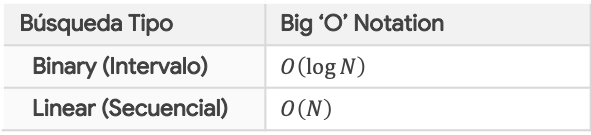 Búsqueda Tipo Big ‘O’ Notation
Binary (Intervalo) O(log N)
Linear (Secuencial) O(N)